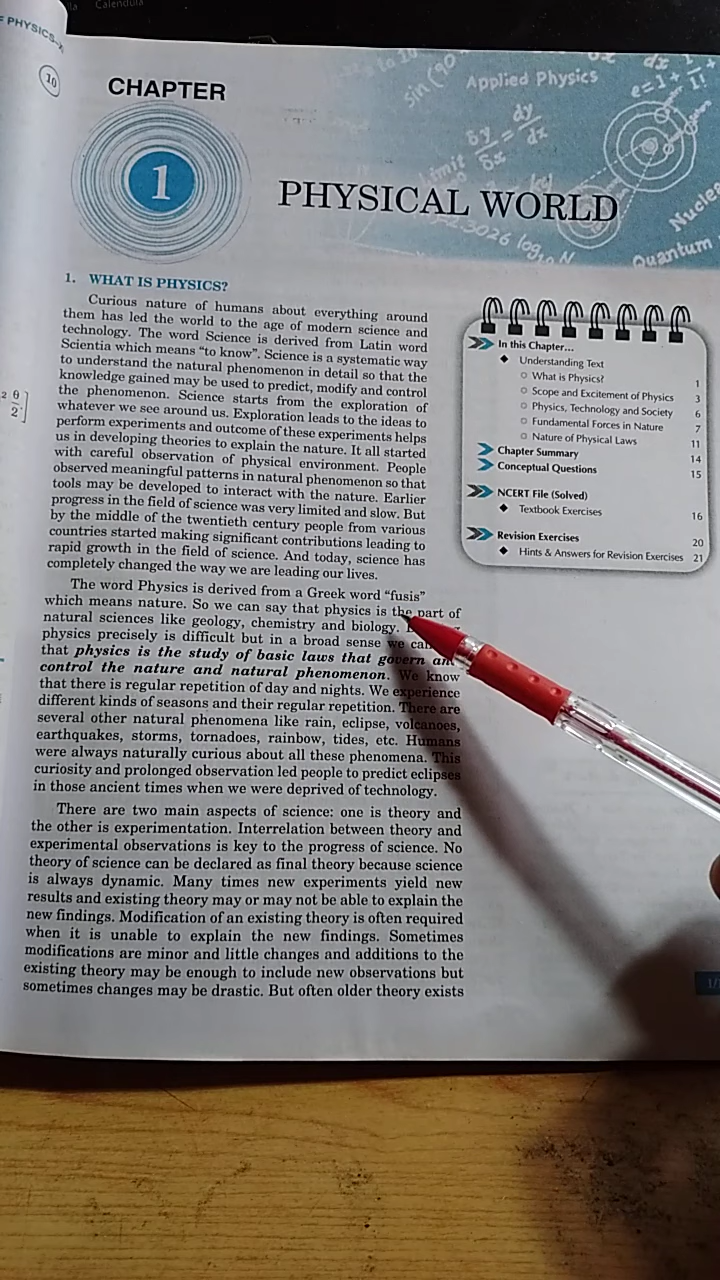 Calendula
PHYSICS-X
10
CHAPTER
1
PHYSICAL WORLD
Applied Physics
sin (90
dy
dx
δy
δx
=
limit
e=1+
2.3026 log₁₀ N
Nucle
Quantum
θ
2
1. WHAT IS PHYSICS?
Curious nature of humans about everything around
them has led the world to the age of modern science and
technology. The word Science is derived from Latin word
Scientia which means “to know”. Science is a systematic way
to understand the natural phenomenon in detail so that the
knowledge gained may be used to predict, modify and control
the phenomenon. Science starts from the exploration of
whatever we see around us. Exploration leads to the ideas to
perform experiments and outcome of these experiments helps
us in developing theories to explain the nature. It all started
with careful observation of physical environment. People
observed meaningful patterns in natural phenomenon so that
tools may be developed to interact with the nature. Earlier
progress in the field of science was very limited and slow. But
by the middle of the twentieth century people from various
countries started making significant contributions leading to
rapid growth in the field of science. And today, science has
completely changed the way we are leading our lives.
The word Physics is derived from a Greek word “fusis”
which means nature. So we can say that physics is the part of
natural sciences like geology, chemistry and biology.
physics precisely is difficult but in a broad sense we can
that physics is the study of basic laws that govern and
control the nature and natural phenomenon. We know
that there is regular repetition of day and nights. We experience
different kinds of seasons and their regular repetition. There are
several other natural phenomena like rain, eclipse, volcanoes,
earthquakes, storms, tornadoes, rainbow, tides, etc. Humans
were always naturally curious about all these phenomena. This
curiosity and prolonged observation led people to predict eclipses
in those ancient times when we were deprived of technology.
There are two main aspects of science: one is theory and
the other is experimentation. Interrelation between theory and
experimental observations is key to the progress of science. No
theory of science can be declared as final theory because science
is always dynamic. Many times new experiments yield new
results and existing theory may or may not be able to explain the
new findings. Modification of an existing theory is often required
when it is unable to explain the new findings. Sometimes
modifications are minor and little changes and additions to the
existing theory may be enough to include new observations but
sometimes changes may be drastic. But often older theory exists
In this Chapter...
Understanding Text
What is Physics? 1
Scope and Excitement of Physics 3
Physics, Technology and Society 6
Fundamental Forces in Nature 7
Nature of Physical Laws 11
Chapter Summary 14
Conceptual Questions 15
NCERT File (Solved)
Textbook Exercises 16
Revision Exercises 20
Hints & Answers for Revision Exercises 21